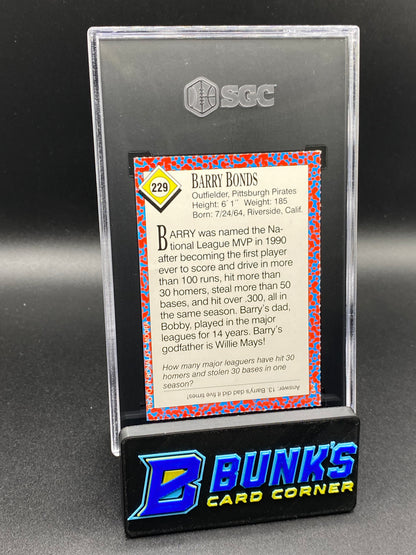 SGC
229
BARRY BONDS
Outfielder, Pittsburgh Pirates
Height: 6´1˝ Weight: 185
Born: 7/24/64, Riverside, Calif.
BARRY was named the Na-
tional League MVP in 1990
after becoming the first player
ever to score and drive in more
than 100 runs, hit more than
30 homers, steal more than 50
bases, and hit over .300, all in
the same season. Barry's dad,
Bobby, played in the major
leagues for 14 years. Barry's
godfather is Willie Mays!
How many major leaguers have hit 30
homers and stolen 30 bases in one
season?
Answer: 13. Barry's dad did it five times!
BUNK'S
CARD CORNER